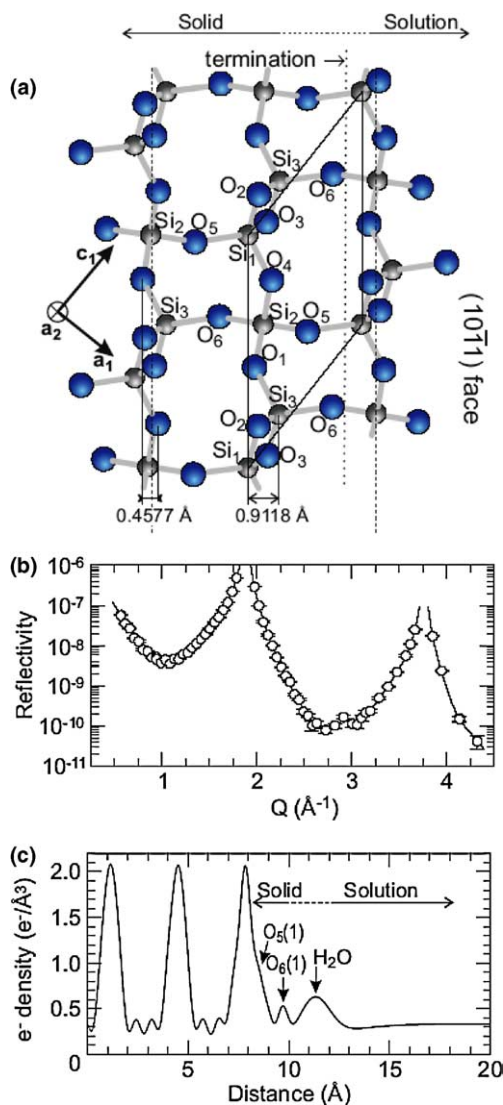 Solid
Solution
termination →
(a)
Si₃
O₂
O₆
O₃
Si₂
O₅
Si₁
c₁
O₄
Si₃
Si₂
O₅
a₂
a₁
O₆
O₁
(101̄1) face
Si₃
O₂
O₆
Si₁
O₃
0.4577 Å
0.9118 Å
(b)
10⁻⁶
10⁻⁷
10⁻⁸
10⁻⁹
10⁻¹⁰
10⁻¹¹
Reflectivity
1 2 3 4
Q (Å⁻¹)
(c)
2.0
1.5
1.0
0.5
0
e⁻ density (e⁻/Å³)
Solid
Solution
O₅(1)
O₆(1)
H₂O
0 5 10 15 20
Distance (Å)